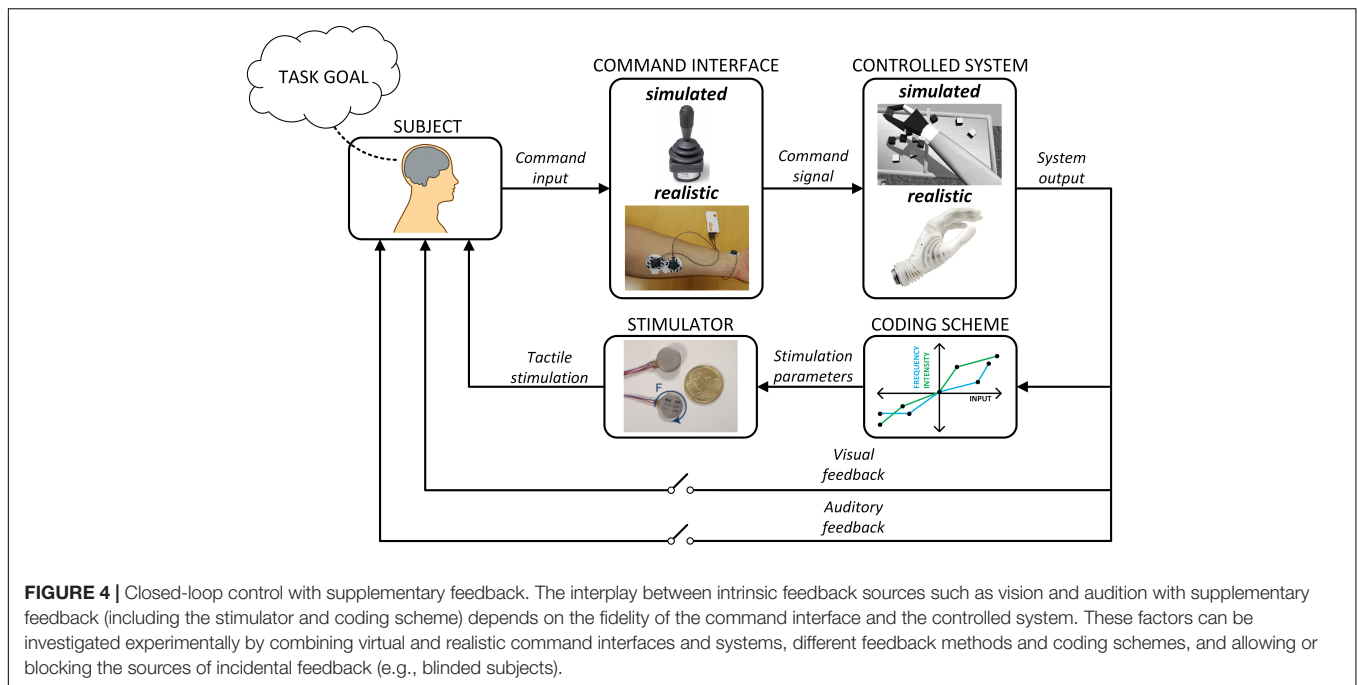 TASK GOAL
SUBJECT
Command
input
COMMAND INTERFACE
simulated
realistic
Command
signal
CONTROLLED SYSTEM
simulated
realistic
System
output
STIMULATOR
F
Tactile
stimulation
Stimulation
parameters
CODING SCHEME
FREQUENCY
INTENSITY
INPUT
Visual
feedback
Auditory
feedback
FIGURE 4 | Closed-loop control with supplementary feedback. The interplay between intrinsic feedback sources such as vision and audition with supplementary
feedback (including the stimulator and coding scheme) depends on the fidelity of the command interface and the controlled system. These factors can be
investigated experimentally by combining virtual and realistic command interfaces and systems, different feedback methods and coding schemes, and allowing or
blocking the sources of incidental feedback (e.g., blinded subjects).